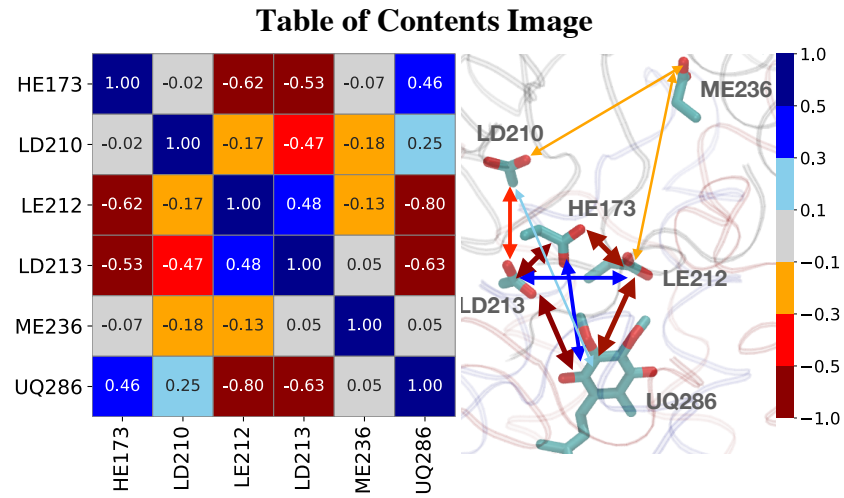 Table of Contents Image
HE173 1.00 -0.02 -0.62 -0.53 -0.07 0.46
LD210 -0.02 1.00 -0.17 -0.47 -0.18 0.25
LE212 -0.62 -0.17 1.00 0.48 -0.13 -0.80
LD213 -0.53 -0.47 0.48 1.00 0.05 -0.63
ME236 -0.07 -0.18 -0.13 0.05 1.00 0.05
UQ286 0.46 0.25 -0.80 -0.63 0.05 1.00
HE173 LD210 LE212 LD213 ME236 UQ286
ME236
LD210
HE173
LE212
LD213
UQ286
1.0
0.5
0.3
0.1
−0.1
−0.3
−0.5
−1.0